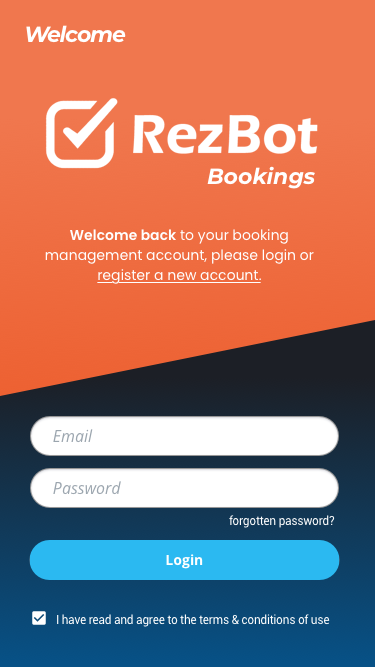 Welcome
RezBot
Bookings
Welcome back to your booking
management account, please login or
register a new account.
Email
Password
forgotten password?
Login
I have read and agree to the terms & conditions of use